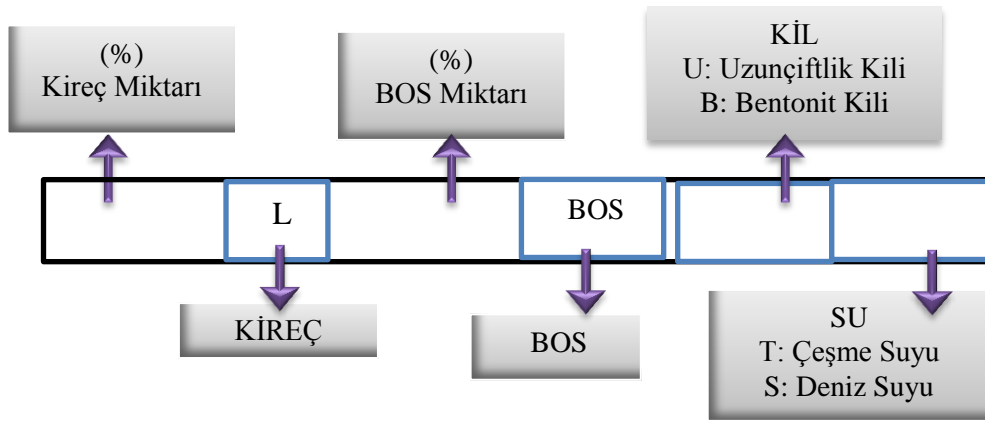 (%)
Kireç Miktarı
(%)
BOS Miktarı
KİL
U: Uzunçiftlik Kili
B: Bentonit Kili
L
BOS
KİREÇ
BOS
SU
T: Çeşme Suyu
S: Deniz Suyu